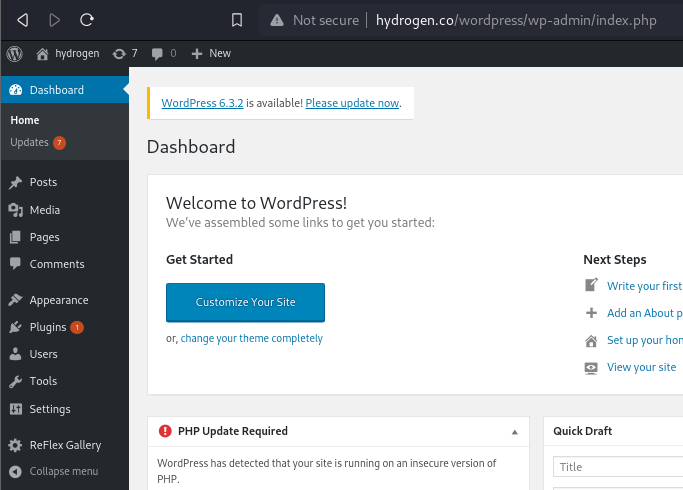 Not secure | hydrogen.co/wordpress/wp-admin/index.php
hydrogen 7 0 + New
Dashboard
Home
Updates 7
Posts
Media
Pages
Comments
Appearance
Plugins 1
Users
Tools
Settings
ReFlex Gallery
Collapse menu
WordPress 6.3.2 is available! Please update now.
Dashboard
Welcome to WordPress!
We've assembled some links to get you started:
Get Started
Customize Your Site
or, change your theme completely
Next Steps
Write your first
Add an About p
Set up your hon
View your site
PHP Update Required
WordPress has detected that your site is running on an insecure version of
PHP.
Quick Draft
Title